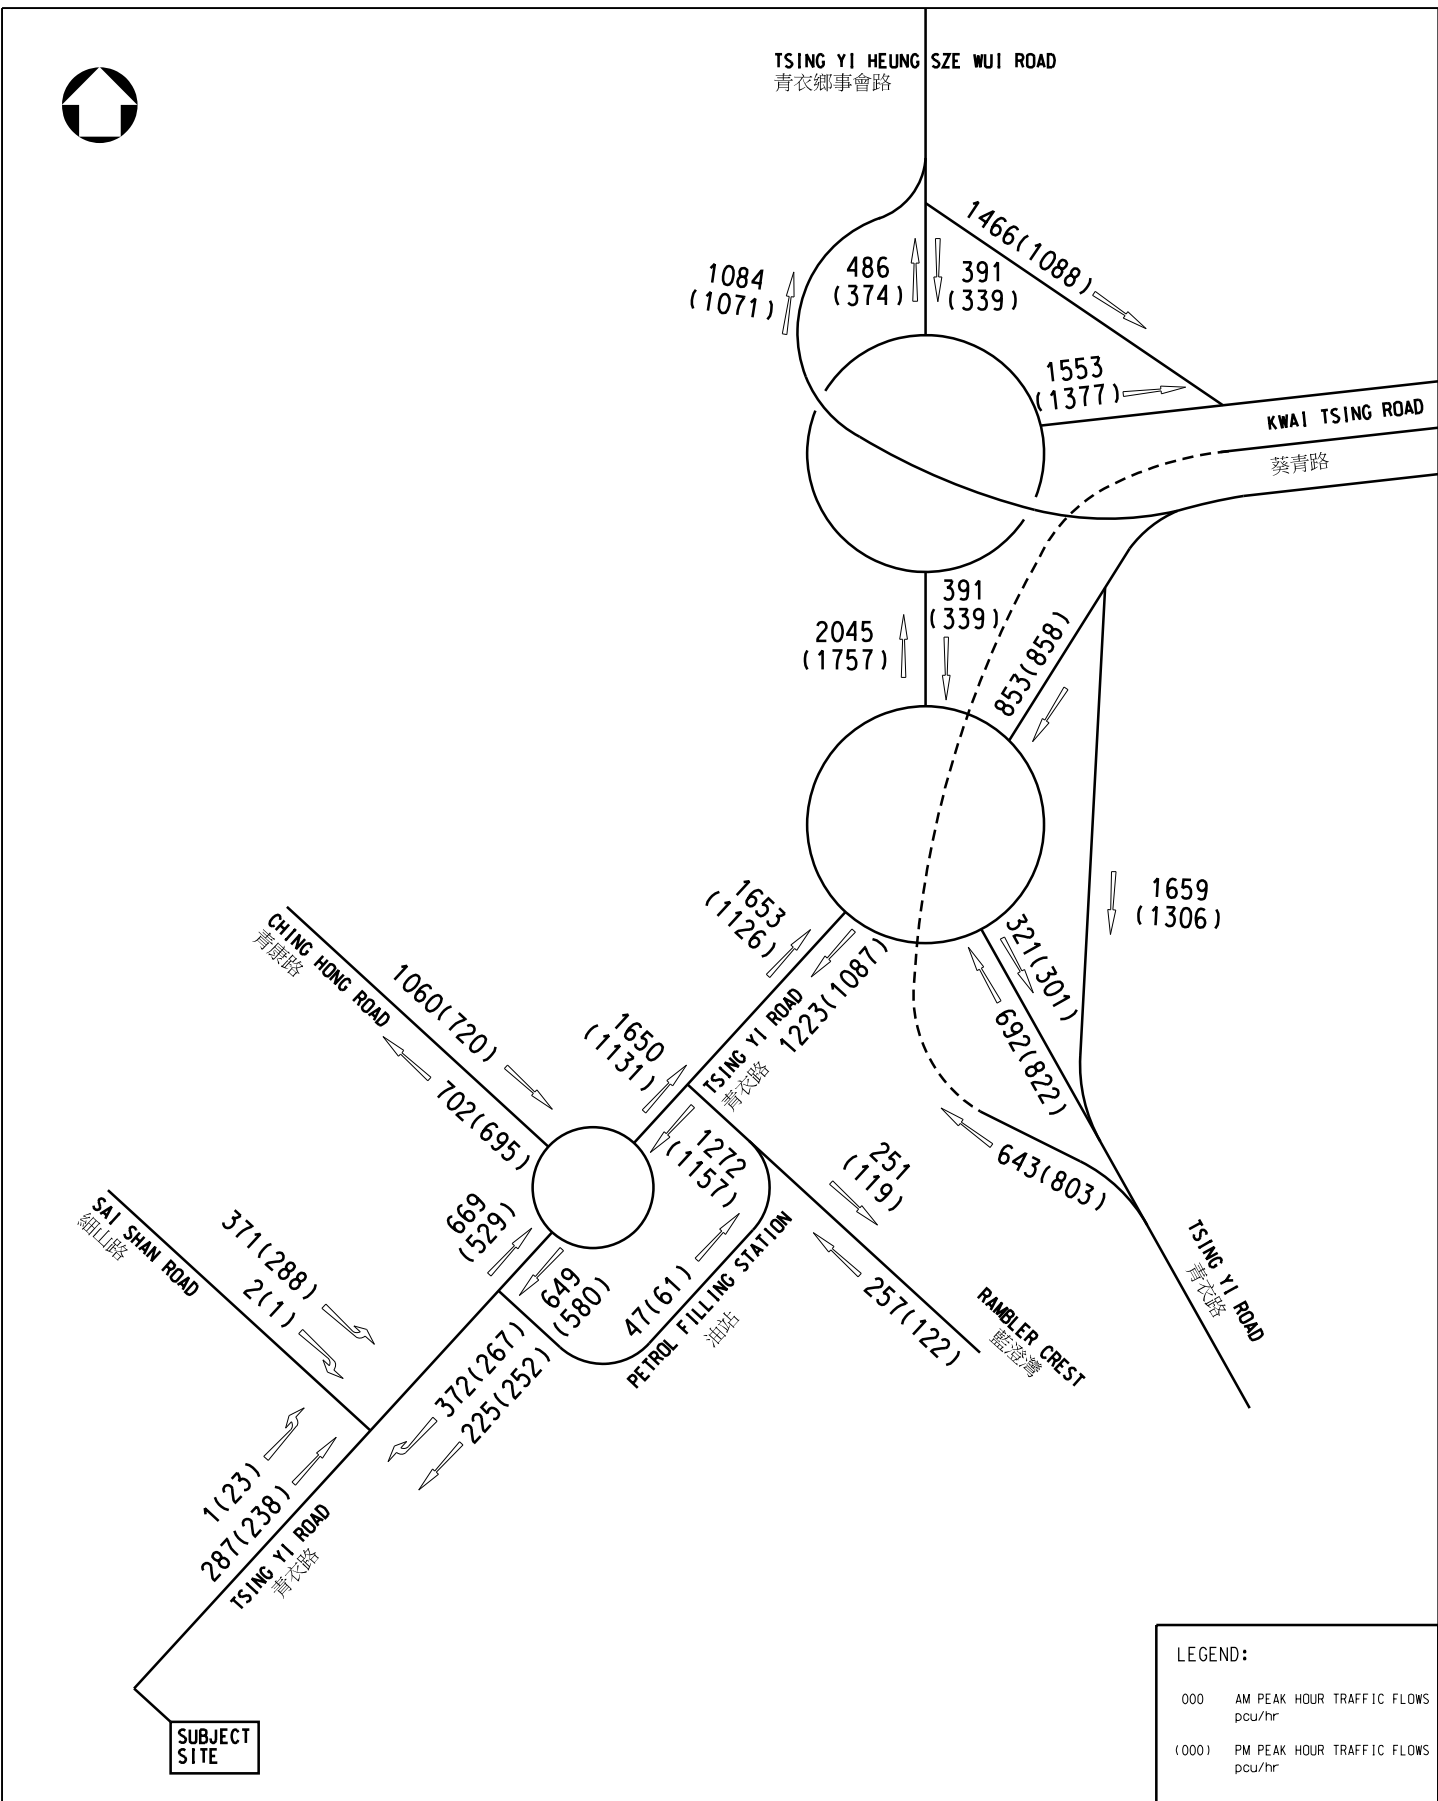 TSING YI HEUNG SZE WUI ROAD
青衣鄉事會路
1466(1088)
1084
(1071)
486
(374)
391
(339)
1553
(1377)
KWAI TSING ROAD
葵青路
391
(339)
2045
(1757)
853(858)
1659
(1306)
1653
(1126)
321(301)
CHING HONG ROAD
青康路
1060(720)
1650
(1131)
TSING YI ROAD
青衣路
1223(1087)
692(822)
702(695)
1272
(1157)
251
(119)
643(803)
SAI SHAN ROAD
細山路
371(288)
2(1)
669
(529)
649
(580)
47(61)
PETROL FILLING STATION
油站
257(122)
RAMBLER CREST
藍澄灣
TSING YI ROAD
青衣路
372(267)
225(252)
1(23)
287(238)
TSING YI ROAD
青衣路
SUBJECT
SITE
LEGEND:
000 AM PEAK HOUR TRAFFIC FLOWS
pcu/hr
(000) PM PEAK HOUR TRAFFIC FLOWS
pcu/hr